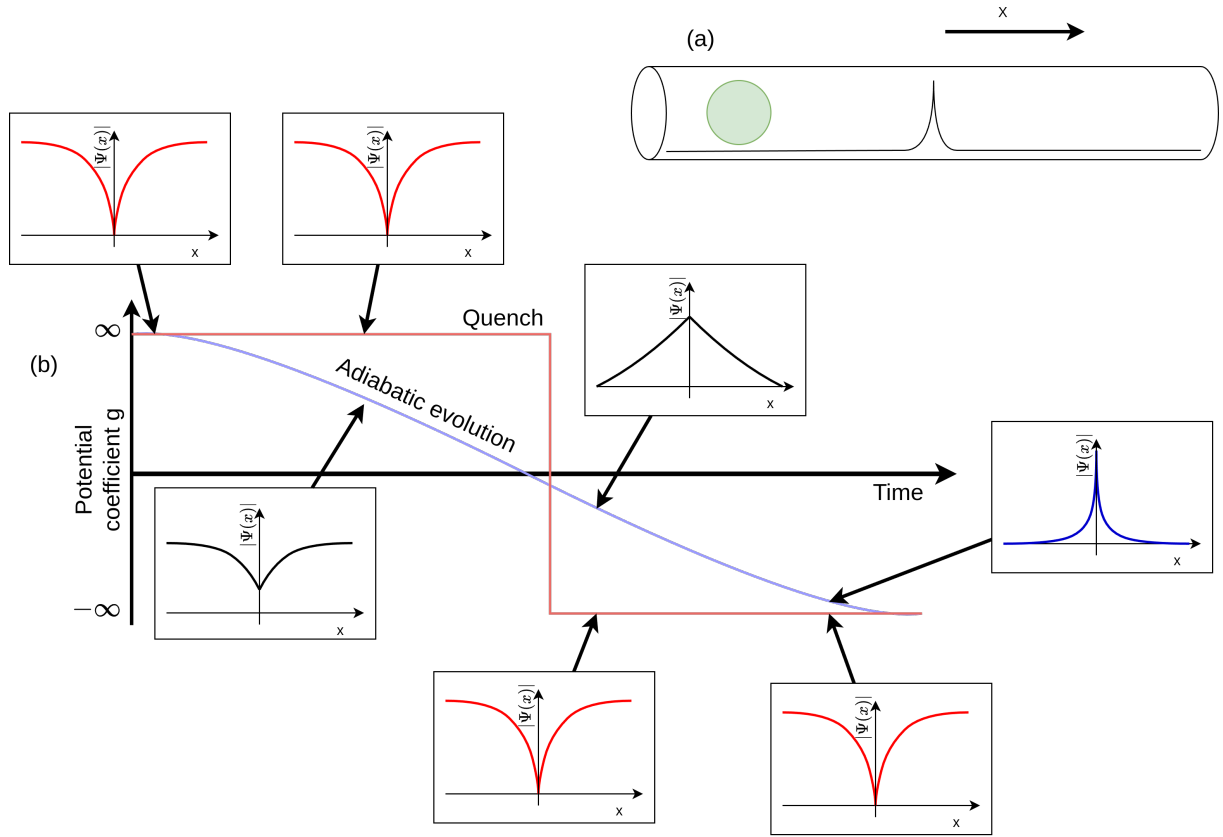 X
(a)
|Ψ(x)|
x
|Ψ(x)|
x
|Ψ(x)|
x
Quench
∞
(b)
Adiabatic evolution
Potential
coefficient g
Time
|Ψ(x)|
x
|Ψ(x)|
x
−∞
|Ψ(x)|
x
|Ψ(x)|
x